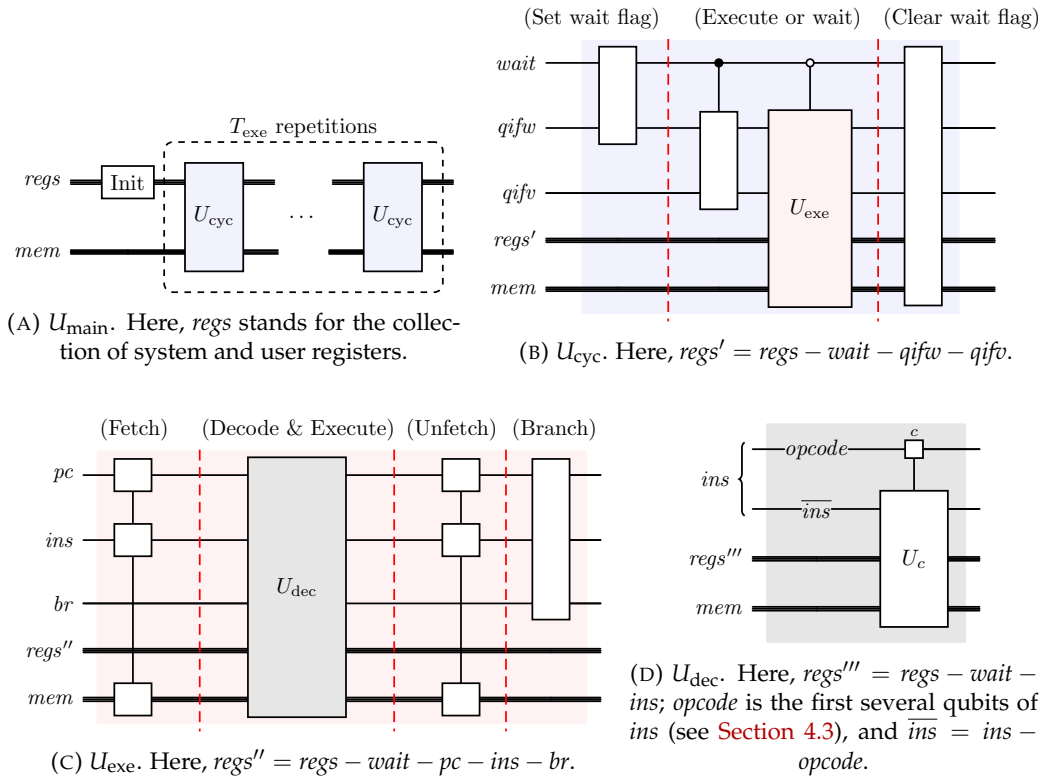 T_exe repetitions
regs
Init
U_cyc
...
U_cyc
mem
(A) U_main. Here, regs stands for the collec-
tion of system and user registers.
(Set wait flag) (Execute or wait) (Clear wait flag)
wait
qifw
qifv
U_exe
regs′
mem
(B) U_cyc. Here, regs′ = regs − wait − qifw − qifv.
(Fetch) (Decode & Execute) (Unfetch) (Branch)
pc
ins
U_dec
br
regs″
mem
(C) U_exe. Here, regs″ = regs − wait − pc − ins − br.
c
opcode
ins
\overline{ins}
regs‴
U_c
mem
(D) U_dec. Here, regs‴ = regs − wait −
ins; opcode is the first several qubits of
ins (see Section 4.3), and \overline{ins} = ins −
opcode.